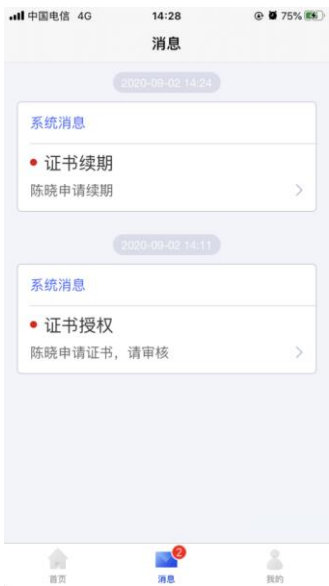 中国电信 4G 14:28 75%
消息
2020-09-02 14:24
系统消息
证书续期
陈晓申请续期
2020-09-02 14:11
系统消息
证书授权
陈晓申请证书，请审核
2
首页 消息 我的